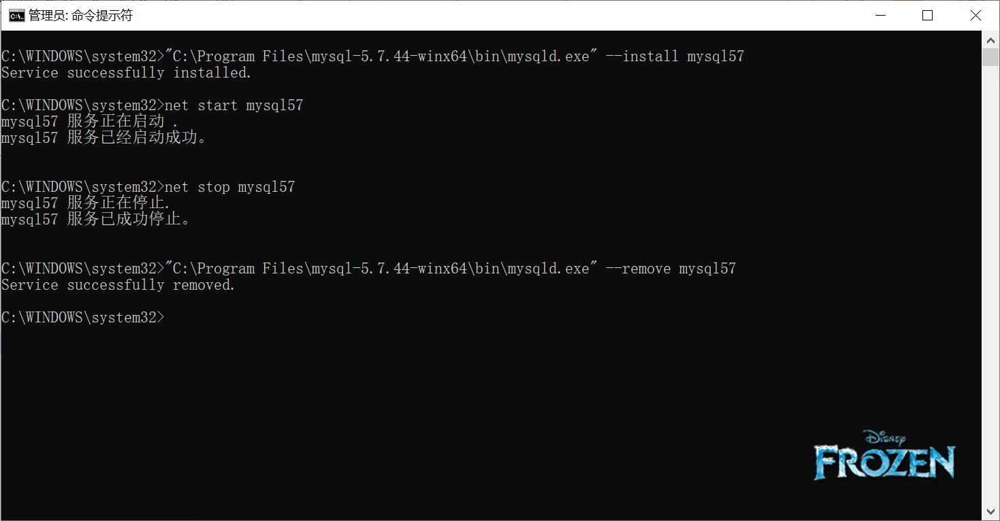 管理员: 命令提示符
C:\WINDOWS\system32>"C:\Program Files\mysql-5.7.44-winx64\bin\mysqld.exe" --install mysql57
Service successfully installed.
C:\WINDOWS\system32>net start mysql57
mysql57 服务正在启动 .
mysql57 服务已经启动成功。
C:\WINDOWS\system32>net stop mysql57
mysql57 服务正在停止.
mysql57 服务已成功停止。
C:\WINDOWS\system32>"C:\Program Files\mysql-5.7.44-winx64\bin\mysqld.exe" --remove mysql57
Service successfully removed.
C:\WINDOWS\system32>
Disney
FROZEN